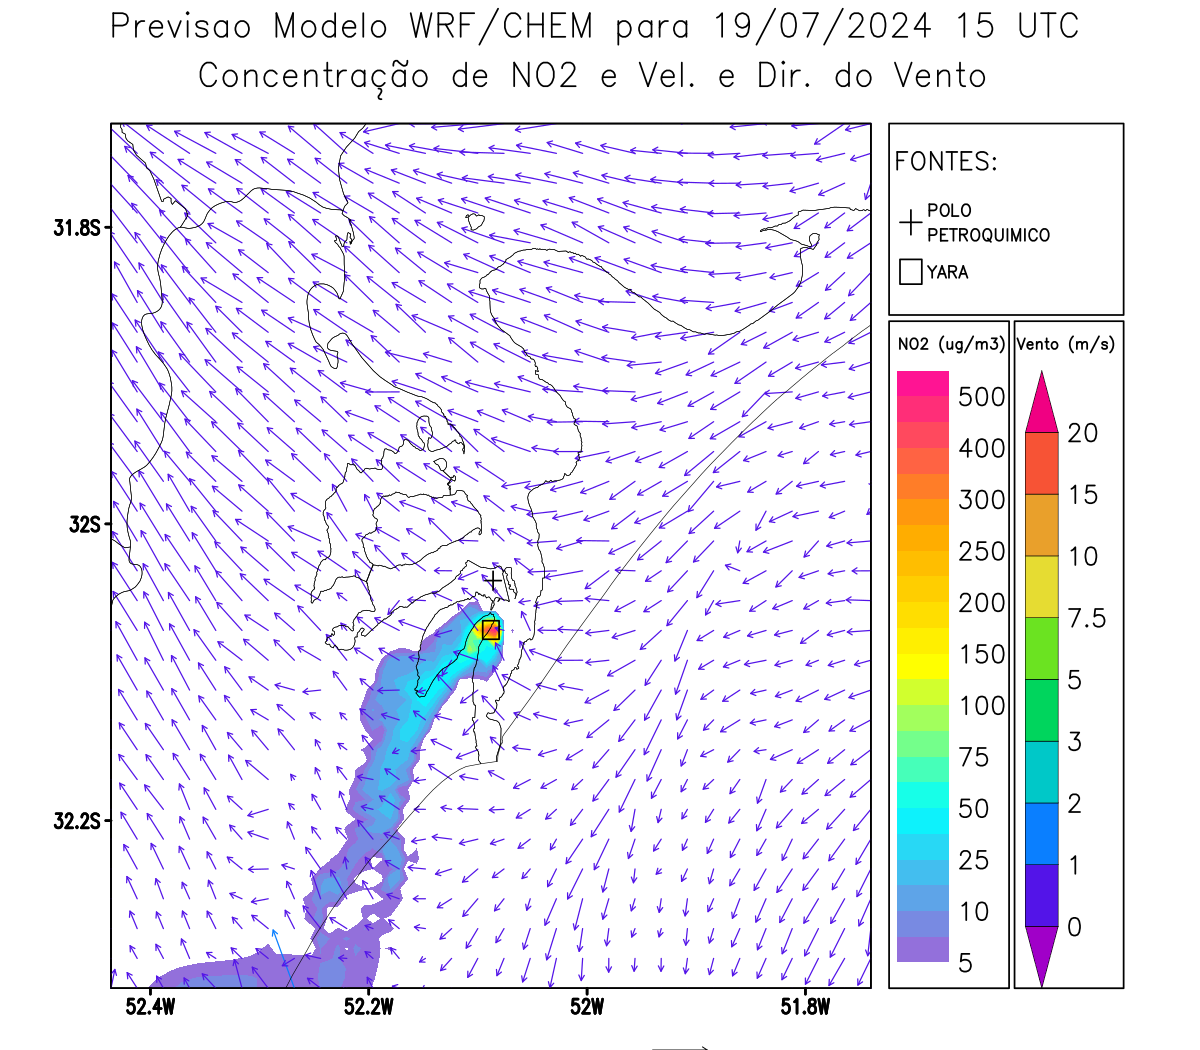 Previsao Modelo WRF/CHEM para 19/07/2024 15 UTC
Concentração de NO2 e Vel. e Dir. do Vento
FONTES:
POLO
PETROQUIMICO
YARA
31.8S
32S
32.2S
52.4W
52.2W
52W
51.8W
NO2 (ug/m3)
500
400
300
250
200
150
100
75
50
25
10
5
Vento (m/s)
20
15
10
7.5
5
3
2
1
0